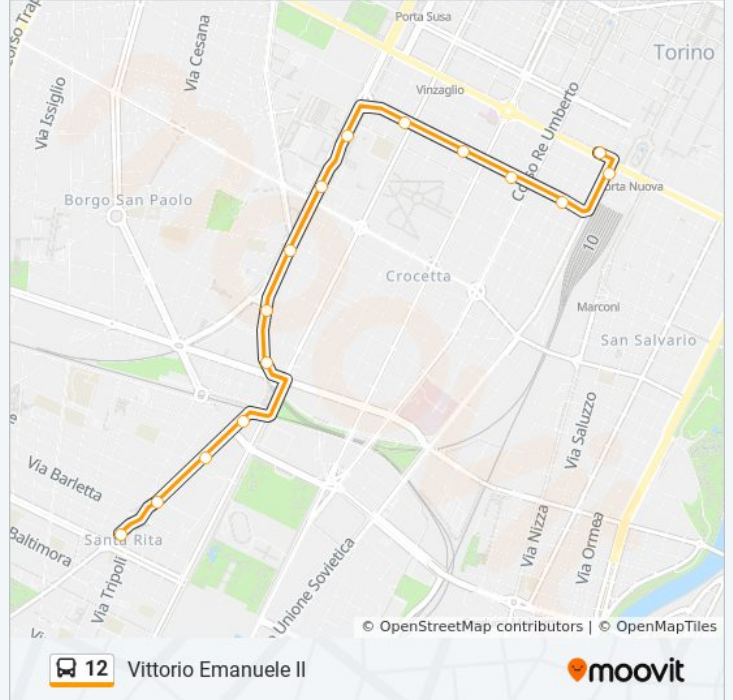 Porta Susa
Corso Trap
Via Cesana
Torino
Vinzaglio
Via Issiglio
Corso Re Umberto
orta Nuova
Borgo San Paolo
10
Crocetta
Marconi
San Salvario
Via Saluzzo
Via Barletta
Baltimora
Santa Rita
Via Tripoli
Via Nizza
Via Ormea
Unione Sovietica
© OpenStreetMap contributors | © OpenMapTiles
12 Vittorio Emanuele II
moovit